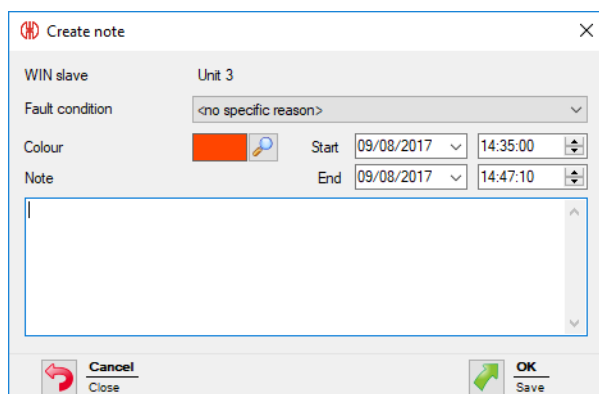 Create note
WIN slave Unit 3
Fault condition <no specific reason>
Colour Start 09/08/2017 14:35:00
Note End 09/08/2017 14:47:10
Cancel OK
Close Save